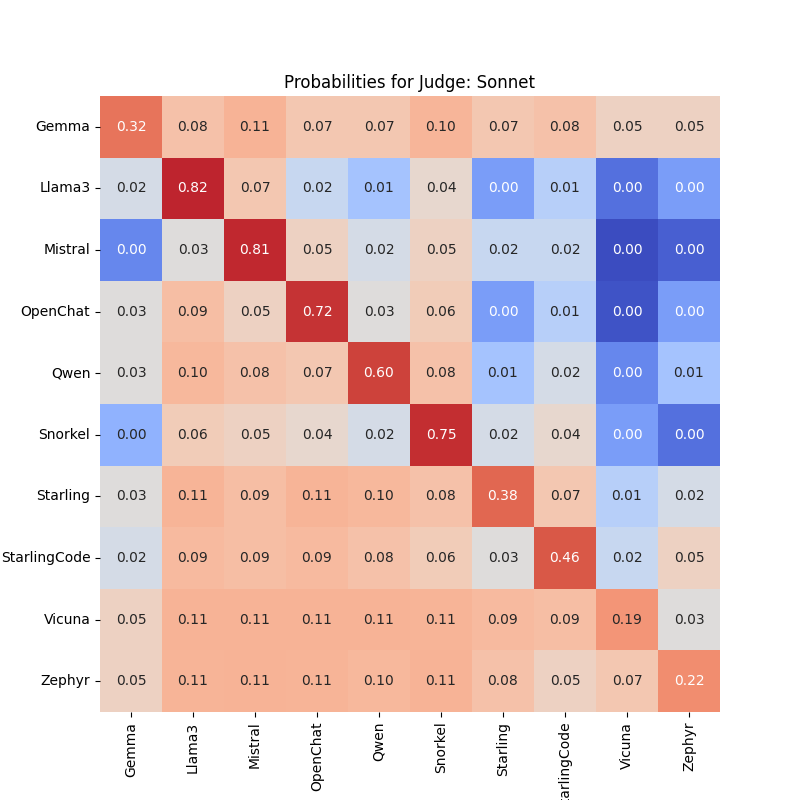 Probabilities for Judge: Sonnet
Gemma 0.32 0.08 0.11 0.07 0.07 0.10 0.07 0.08 0.05 0.05
Llama3 0.02 0.82 0.07 0.02 0.01 0.04 0.00 0.01 0.00 0.00
Mistral 0.00 0.03 0.81 0.05 0.02 0.05 0.02 0.02 0.00 0.00
OpenChat 0.03 0.09 0.05 0.72 0.03 0.06 0.00 0.01 0.00 0.00
Qwen 0.03 0.10 0.08 0.07 0.60 0.08 0.01 0.02 0.00 0.01
Snorkel 0.00 0.06 0.05 0.04 0.02 0.75 0.02 0.04 0.00 0.00
Starling 0.03 0.11 0.09 0.11 0.10 0.08 0.38 0.07 0.01 0.02
StarlingCode 0.02 0.09 0.09 0.09 0.08 0.06 0.03 0.46 0.02 0.05
Vicuna 0.05 0.11 0.11 0.11 0.11 0.11 0.09 0.09 0.19 0.03
Zephyr 0.05 0.11 0.11 0.11 0.10 0.11 0.08 0.05 0.07 0.22
Gemma Llama3 Mistral OpenChat Qwen Snorkel Starling arlingCode Vicuna Zephyr